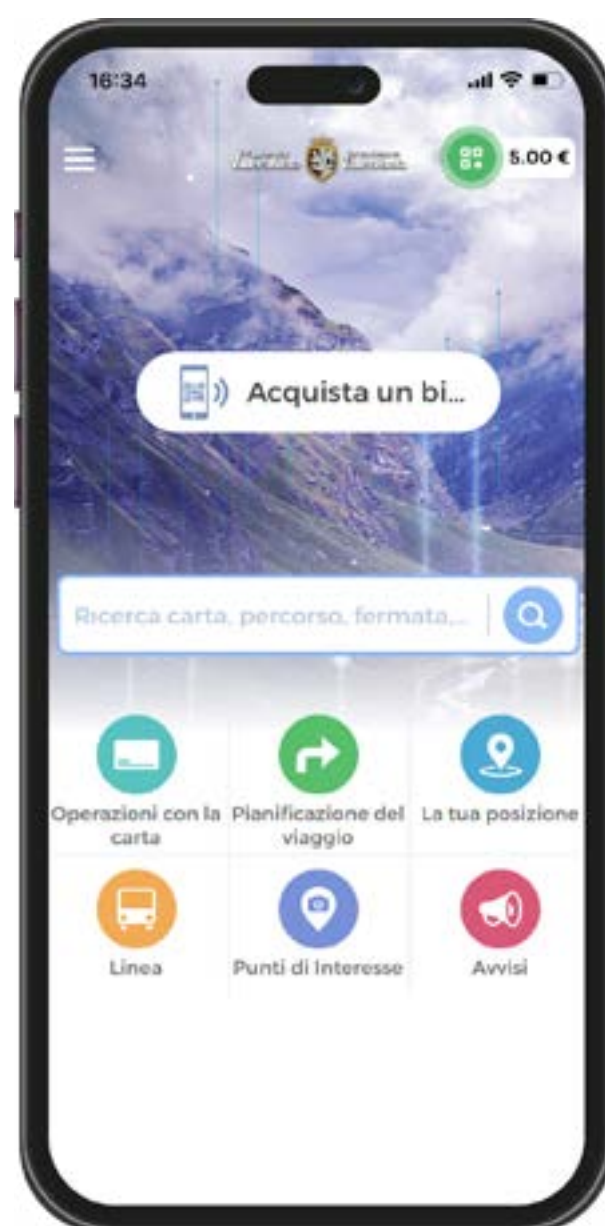 16:34
5.00 €
Acquista un bi...
Ricerca carta, percorso, fermata,...
Operazioni con la
carta
Pianificazione del
viaggio
La tua posizione
Linea
Punti di Interesse
Avvisi